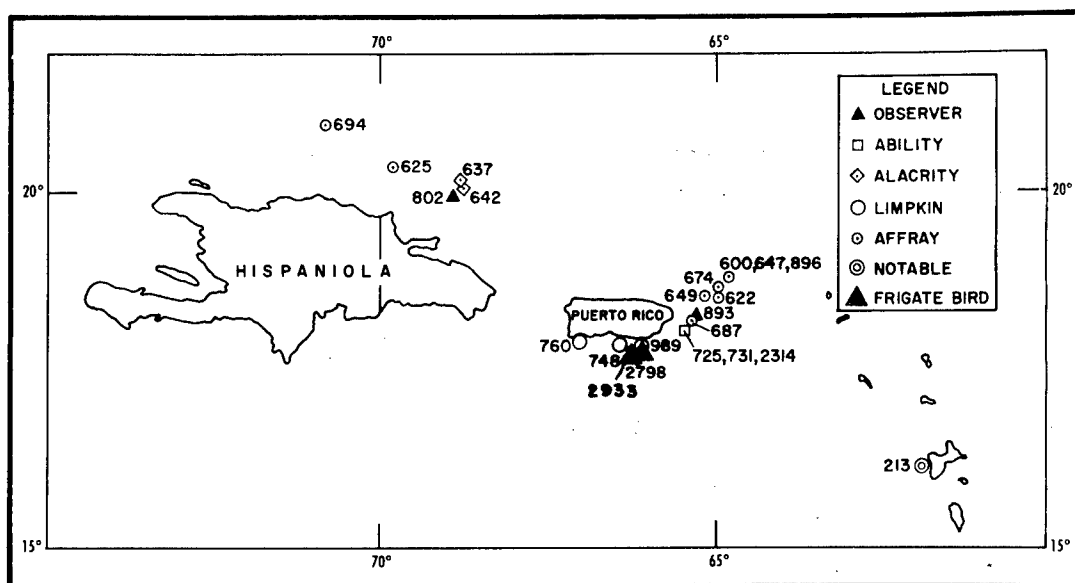 70°
65°
LEGEND
OBSERVER
ABILITY
ALACRITY
LIMPKIN
AFFRAY
NOTABLE
FRIGATE BIRD
694
625
637
20°
802
642
20°
HISPANIOLA
600,647,896
674
649
622
893
PUERTO RICO
687
760
748
989
725,731,2314
2798
2933
213
15°
70°
65°
15°